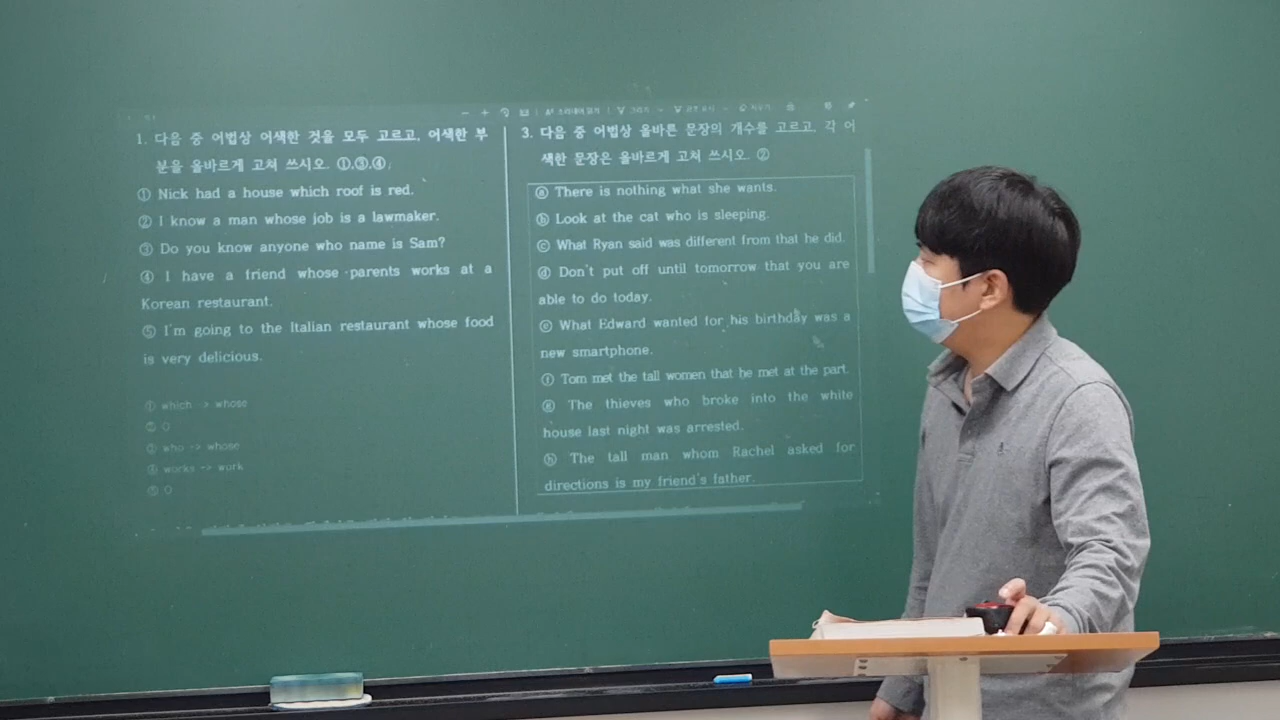 1. 다음 중 어법상 어색한 것을 모두 고르고, 어색한 부
분을 올바르게 고쳐 쓰시오. ①,③,④
① Nick had a house which roof is red.
② I know a man whose job is a lawmaker.
③ Do you know anyone who name is Sam?
④ I have a friend whose parents works at a
Korean restaurant.
⑤ I'm going to the Italian restaurant whose food
is very delicious.
① which -> whose
② O
③ who -> whose
④ works -> work
⑤ O
3. 다음 중 어법상 올바른 문장의 개수를 고르고, 각 어
색한 문장은 올바르게 고쳐 쓰시오. ②
ⓐ There is nothing what she wants.
ⓑ Look at the cat who is sleeping.
ⓒ What Ryan said was different from that he did.
ⓓ Don't put off until tomorrow that you are
able to do today.
ⓔ What Edward wanted for his birthday was a
new smartphone.
ⓕ Tom met the tall women that he met at the part.
ⓖ The thieves who broke into the white
house last night was arrested.
ⓗ The tall man whom Rachel asked for
directions is my friend's father.